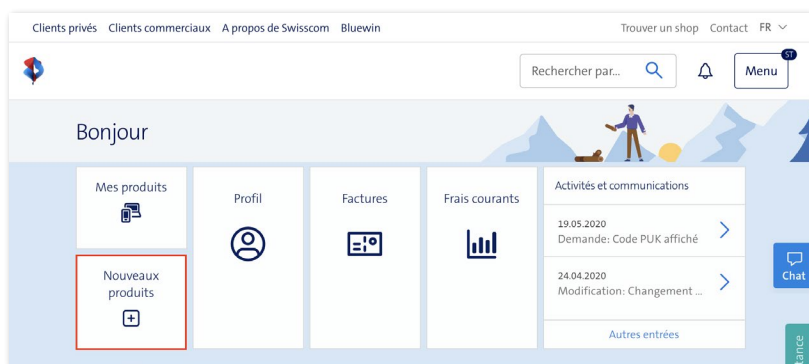 Clients privés Clients commerciaux A propos de Swisscom Bluewin Trouver un shop Contact FR
Rechercher par... Menu ST
Bonjour
Mes produits
Profil
Factures
Frais courants
Activités et communications
19.05.2020
Demande: Code PUK affiché
24.04.2020
Modification: Changement ...
Autres entrées
Nouveaux
produits
Chat
tance